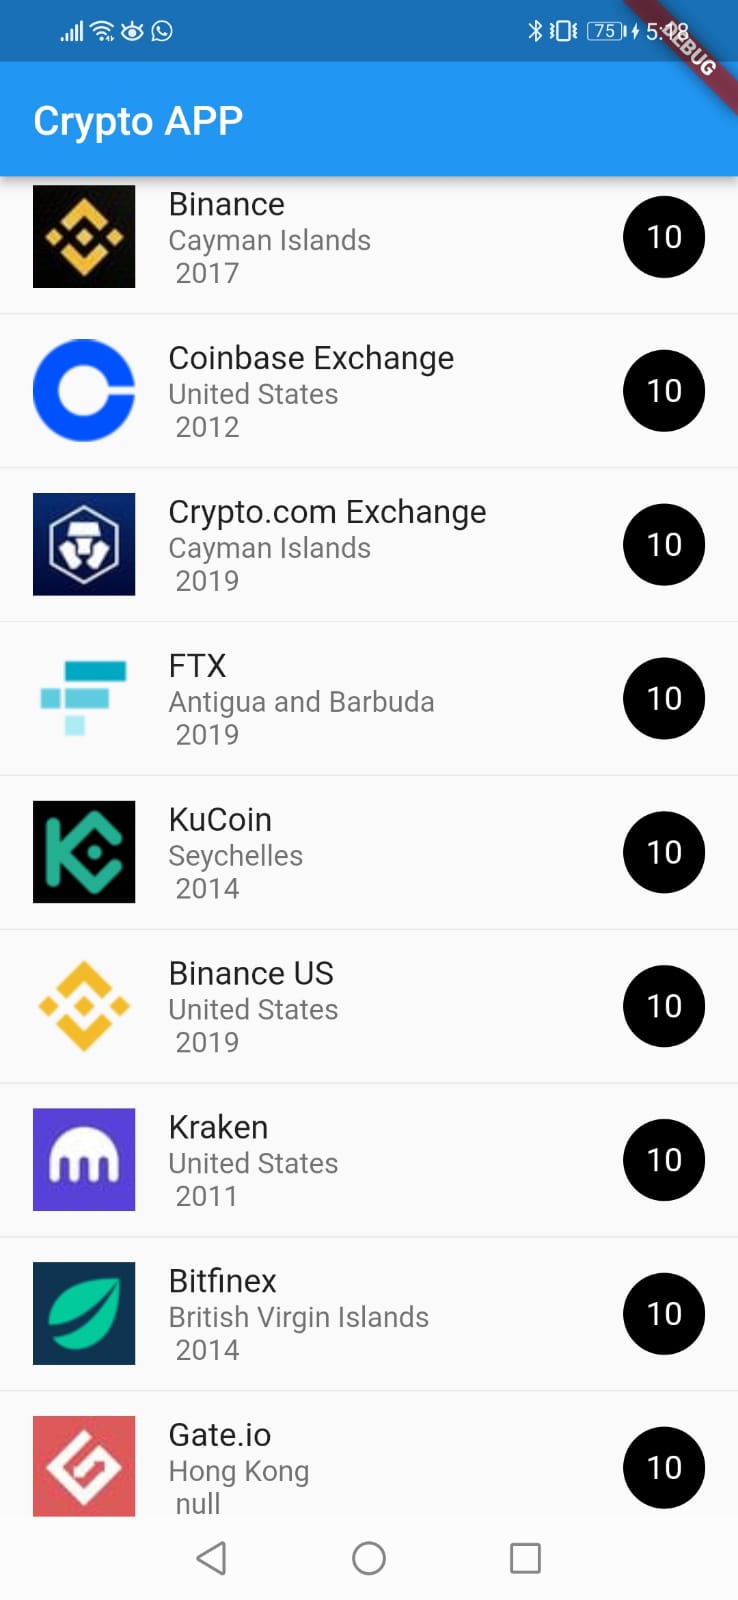 75 5:18
DEBUG
Crypto APP
Binance
Cayman Islands
2017
10
Coinbase Exchange
United States
2012
10
Crypto.com Exchange
Cayman Islands
2019
10
FTX
Antigua and Barbuda
2019
10
KuCoin
Seychelles
2014
10
Binance US
United States
2019
10
Kraken
United States
2011
10
Bitfinex
British Virgin Islands
2014
10
Gate.io
Hong Kong
null
10